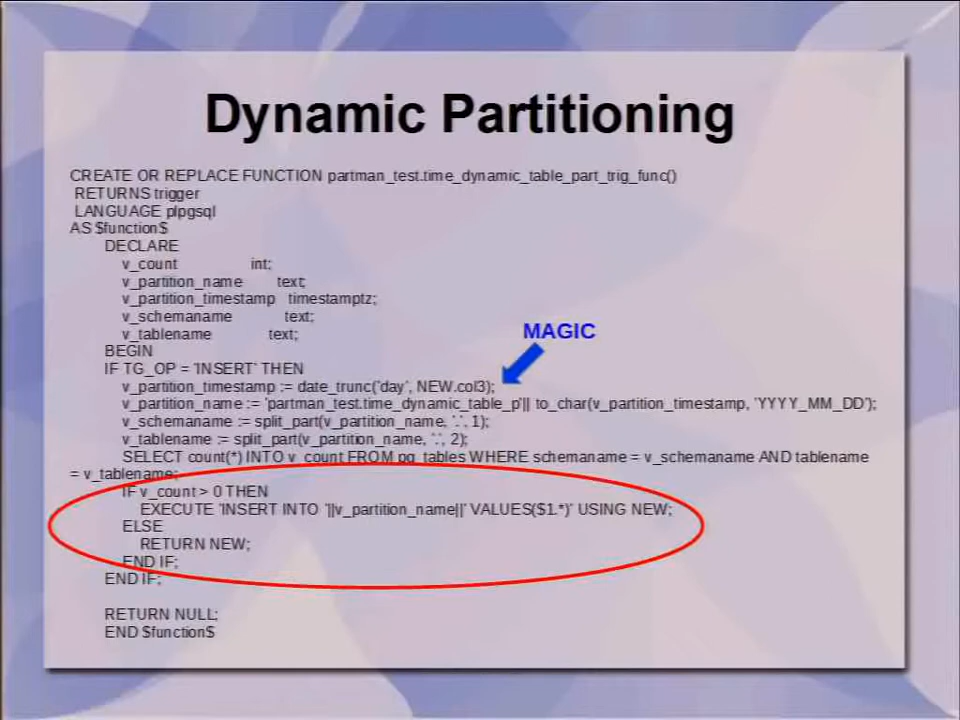 Dynamic Partitioning
CREATE OR REPLACE FUNCTION partman_test.time_dynamic_table_part_trig_func()
RETURNS trigger
LANGUAGE plpgsql
AS $function$
DECLARE
v_count int;
v_partition_name text;
v_partition_timestamp timestamptz;
v_schemaname text;
v_tablename text;
MAGIC
BEGIN
IF TG_OP = 'INSERT' THEN
v_partition_timestamp := date_trunc('day', NEW.col3);
v_partition_name := 'partman_test.time_dynamic_table_p'|| to_char(v_partition_timestamp, 'YYYY_MM_DD');
v_schemaname := split_part(v_partition_name, '.', 1);
v_tablename := split_part(v_partition_name, '.', 2);
SELECT count(*) INTO v_count FROM pg_tables WHERE schemaname = v_schemaname AND tablename
= v_tablename;
IF v_count > 0 THEN
EXECUTE 'INSERT INTO '||v_partition_name||' VALUES($1.*)' USING NEW;
ELSE
RETURN NEW;
END IF;
END IF;
RETURN NULL;
END $function$